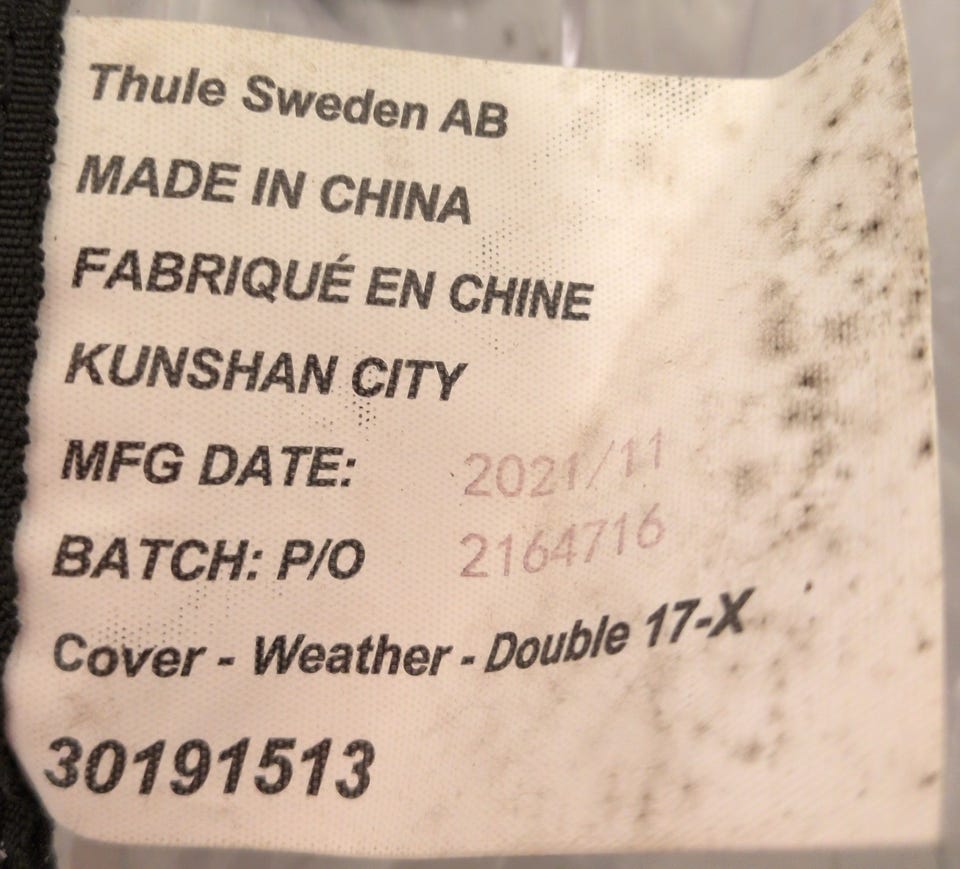 Thule Sweden AB
MADE IN CHINA
FABRIQUÉ EN CHINE
KUNSHAN CITY
MFG DATE: 2021/11
BATCH: P/O 2164716
Cover - Weather - Double 17-X
30191513